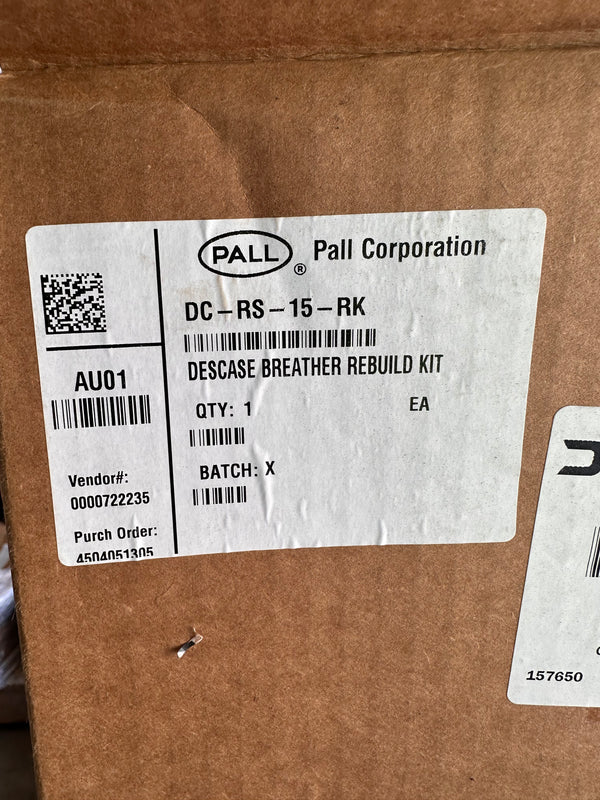 PALL® Pall Corporation
DC-RS-15-RK
DESCASE BREATHER REBUILD KIT
AU01
QTY: 1 EA
BATCH: X
Vendor#:
0000722235
Purch Order:
4504051305
157650